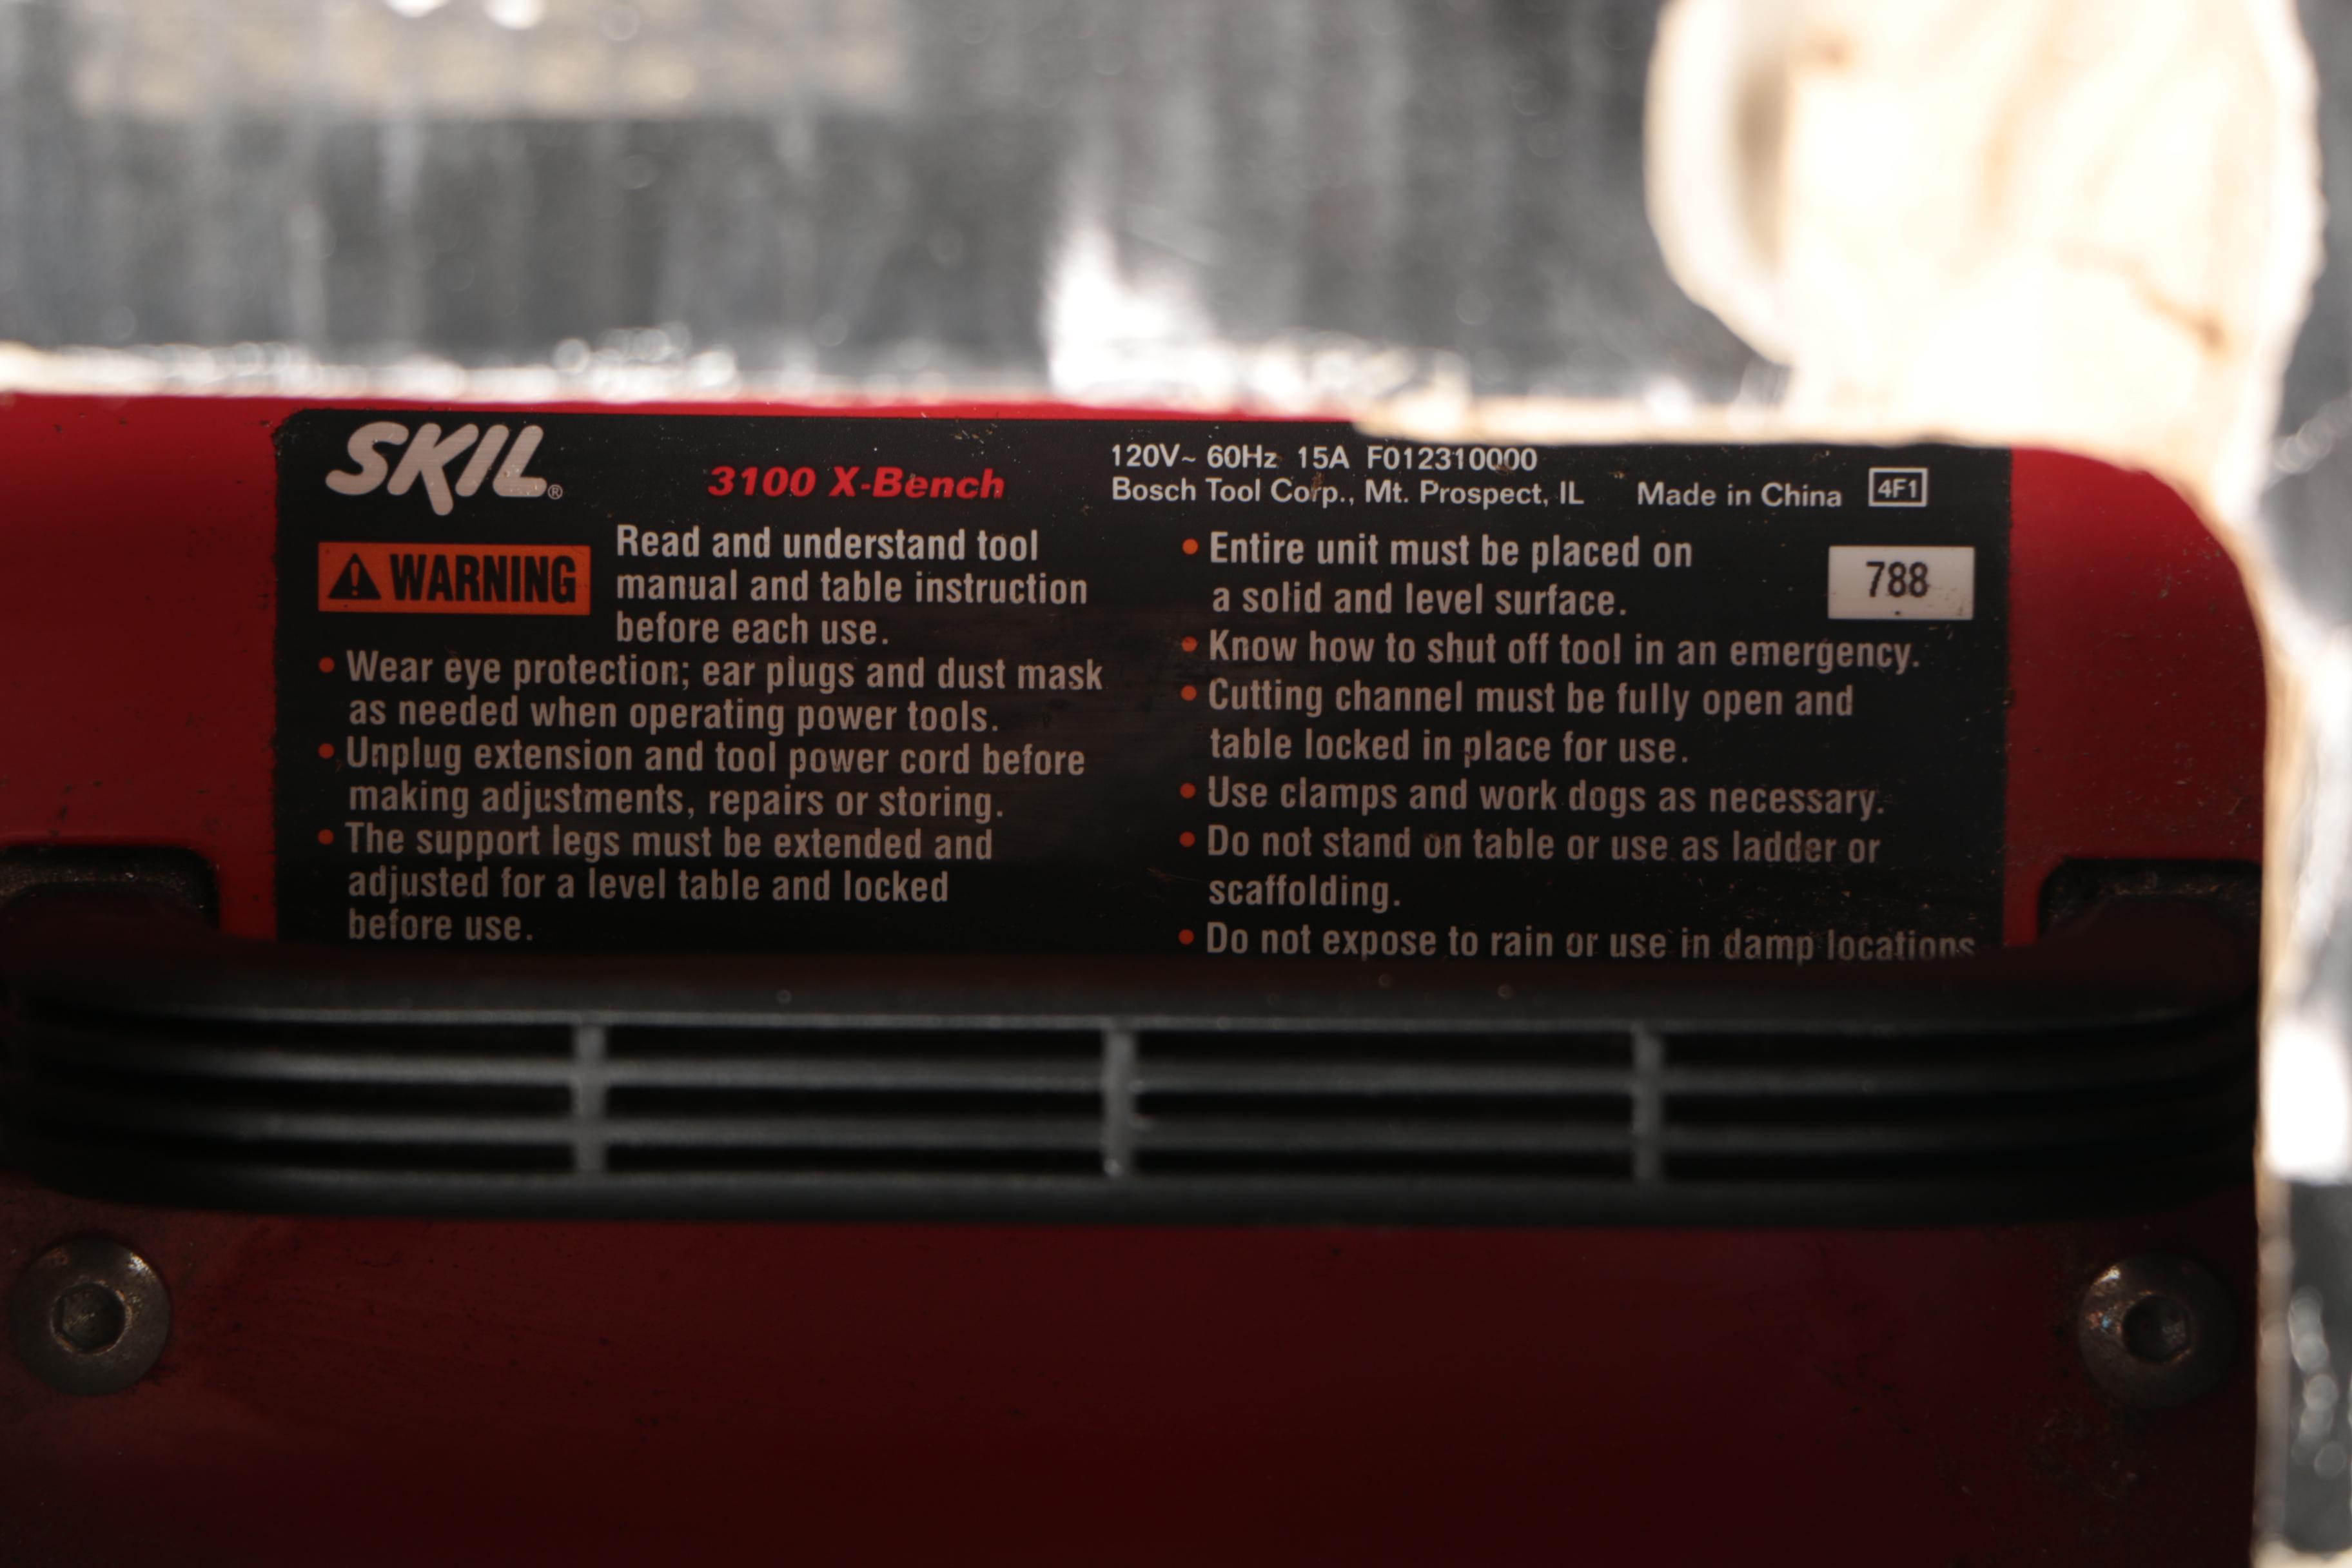 SKIL®
3100 X-Bench
120V~ 60Hz 15A F012310000
Bosch Tool Corp., Mt. Prospect, IL Made in China 4F1
WARNING
Read and understand tool
manual and table instruction
before each use.
• Wear eye protection; ear plugs and dust mask
as needed when operating power tools.
• Unplug extension and tool power cord before
making adjustments, repairs or storing.
• The support legs must be extended and
adjusted for a level table and locked
before use.
788
• Entire unit must be placed on
a solid and level surface.
• Know how to shut off tool in an emergency.
• Cutting channel must be fully open and
table locked in place for use.
• Use clamps and work dogs as necessary.
• Do not stand on table or use as ladder or
scaffolding.
• Do not expose to rain or use in damp locations